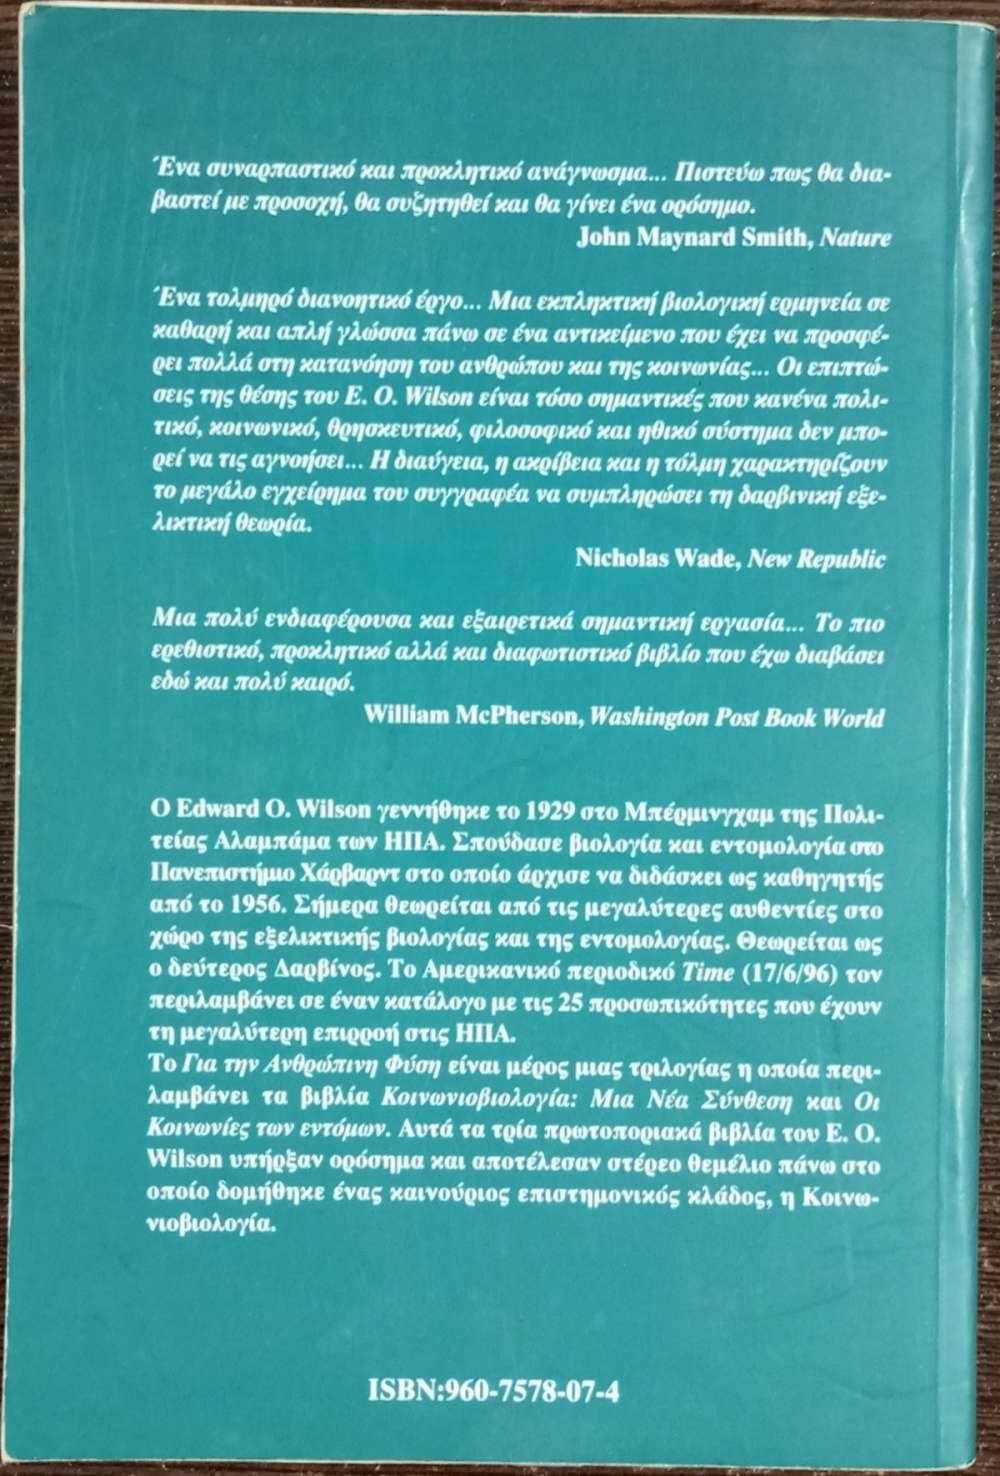 Ένα συναρπαστικό και προκλητικό ανάγνωσμα... Πιστεύω πως θα δια-
βαστεί με προσοχή, θα συζητηθεί και θα γίνει ένα ορόσημο.
John Maynard Smith, Nature
Ένα τολμηρό διανοητικό έργο... Μια εκπληκτική βιολογική ερμηνεία σε
καθαρή και απλή γλώσσα πάνω σε ένα αντικείμενο που έχει να προσφέ-
ρει πολλά στη κατανόηση του ανθρώπου και της κοινωνίας... Οι επιπτώ-
σεις της θέσης του E. O. Wilson είναι τόσο σημαντικές που κανένα πολι-
τικό, κοινωνικό, θρησκευτικό, φιλοσοφικό και ηθικό σύστημα δεν μπο-
ρεί να τις αγνοήσει... Η διαύγεια, η ακρίβεια και η τόλμη χαρακτηρίζουν
το μεγάλο εγχείρημα του συγγραφέα να συμπληρώσει τη δαρβινική εξε-
λικτική θεωρία.
Nicholas Wade, New Republic
Μια πολύ ενδιαφέρουσα και εξαιρετικά σημαντική εργασία... Το πιο
ερεθιστικό, προκλητικό αλλά και διαφωτιστικό βιβλίο που έχω διαβάσει
εδώ και πολύ καιρό.
William McPherson, Washington Post Book World
Ο Edward O. Wilson γεννήθηκε το 1929 στο Μπέρμινγχαμ της Πολι-
τείας Αλαμπάμα των ΗΠΑ. Σπούδασε βιολογία και εντομολογία στο
Πανεπιστήμιο Χάρβαρντ στο οποίο άρχισε να διδάσκει ως καθηγητής
από το 1956. Σήμερα θεωρείται από τις μεγαλύτερες αυθεντίες στο
χώρο της εξελικτικής βιολογίας και της εντομολογίας. Θεωρείται ως
ο δεύτερος Δαρβίνος. Το Αμερικανικό περιοδικό Time (17/6/96) τον
περιλαμβάνει σε έναν κατάλογο με τις 25 προσωπικότητες που έχουν
τη μεγαλύτερη επιρροή στις ΗΠΑ.
Το Για την Ανθρώπινη Φύση είναι μέρος μιας τριλογίας η οποία περι-
λαμβάνει τα βιβλία Κοινωνιοβιολογία: Μια Νέα Σύνθεση και Οι
Κοινωνίες των εντόμων. Αυτά τα τρία πρωτοποριακά βιβλία του E. O.
Wilson υπήρξαν ορόσημα και αποτέλεσαν στέρεο θεμέλιο πάνω στο
οποίο δομήθηκε ένας καινούριος επιστημονικός κλάδος, η Κοινω-
νιοβιολογία.
ISBN:960-7578-07-4